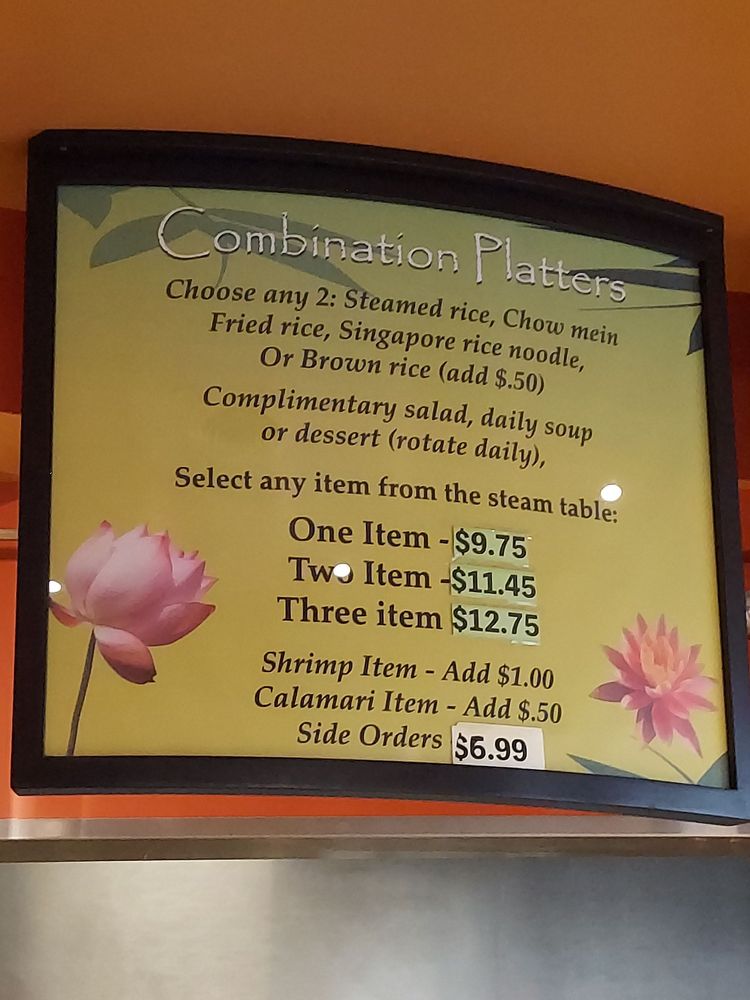 Combination Platters
Choose any 2: Steamed rice, Chow mein
Fried rice, Singapore rice noodle,
Or Brown rice (add $.50)
Complimentary salad, daily soup
or dessert (rotate daily),
Select any item from the steam table:
One Item - $9.75
Two Item - $11.45
Three item $12.75
Shrimp Item - Add $1.00
Calamari Item - Add $.50
Side Orders $6.99